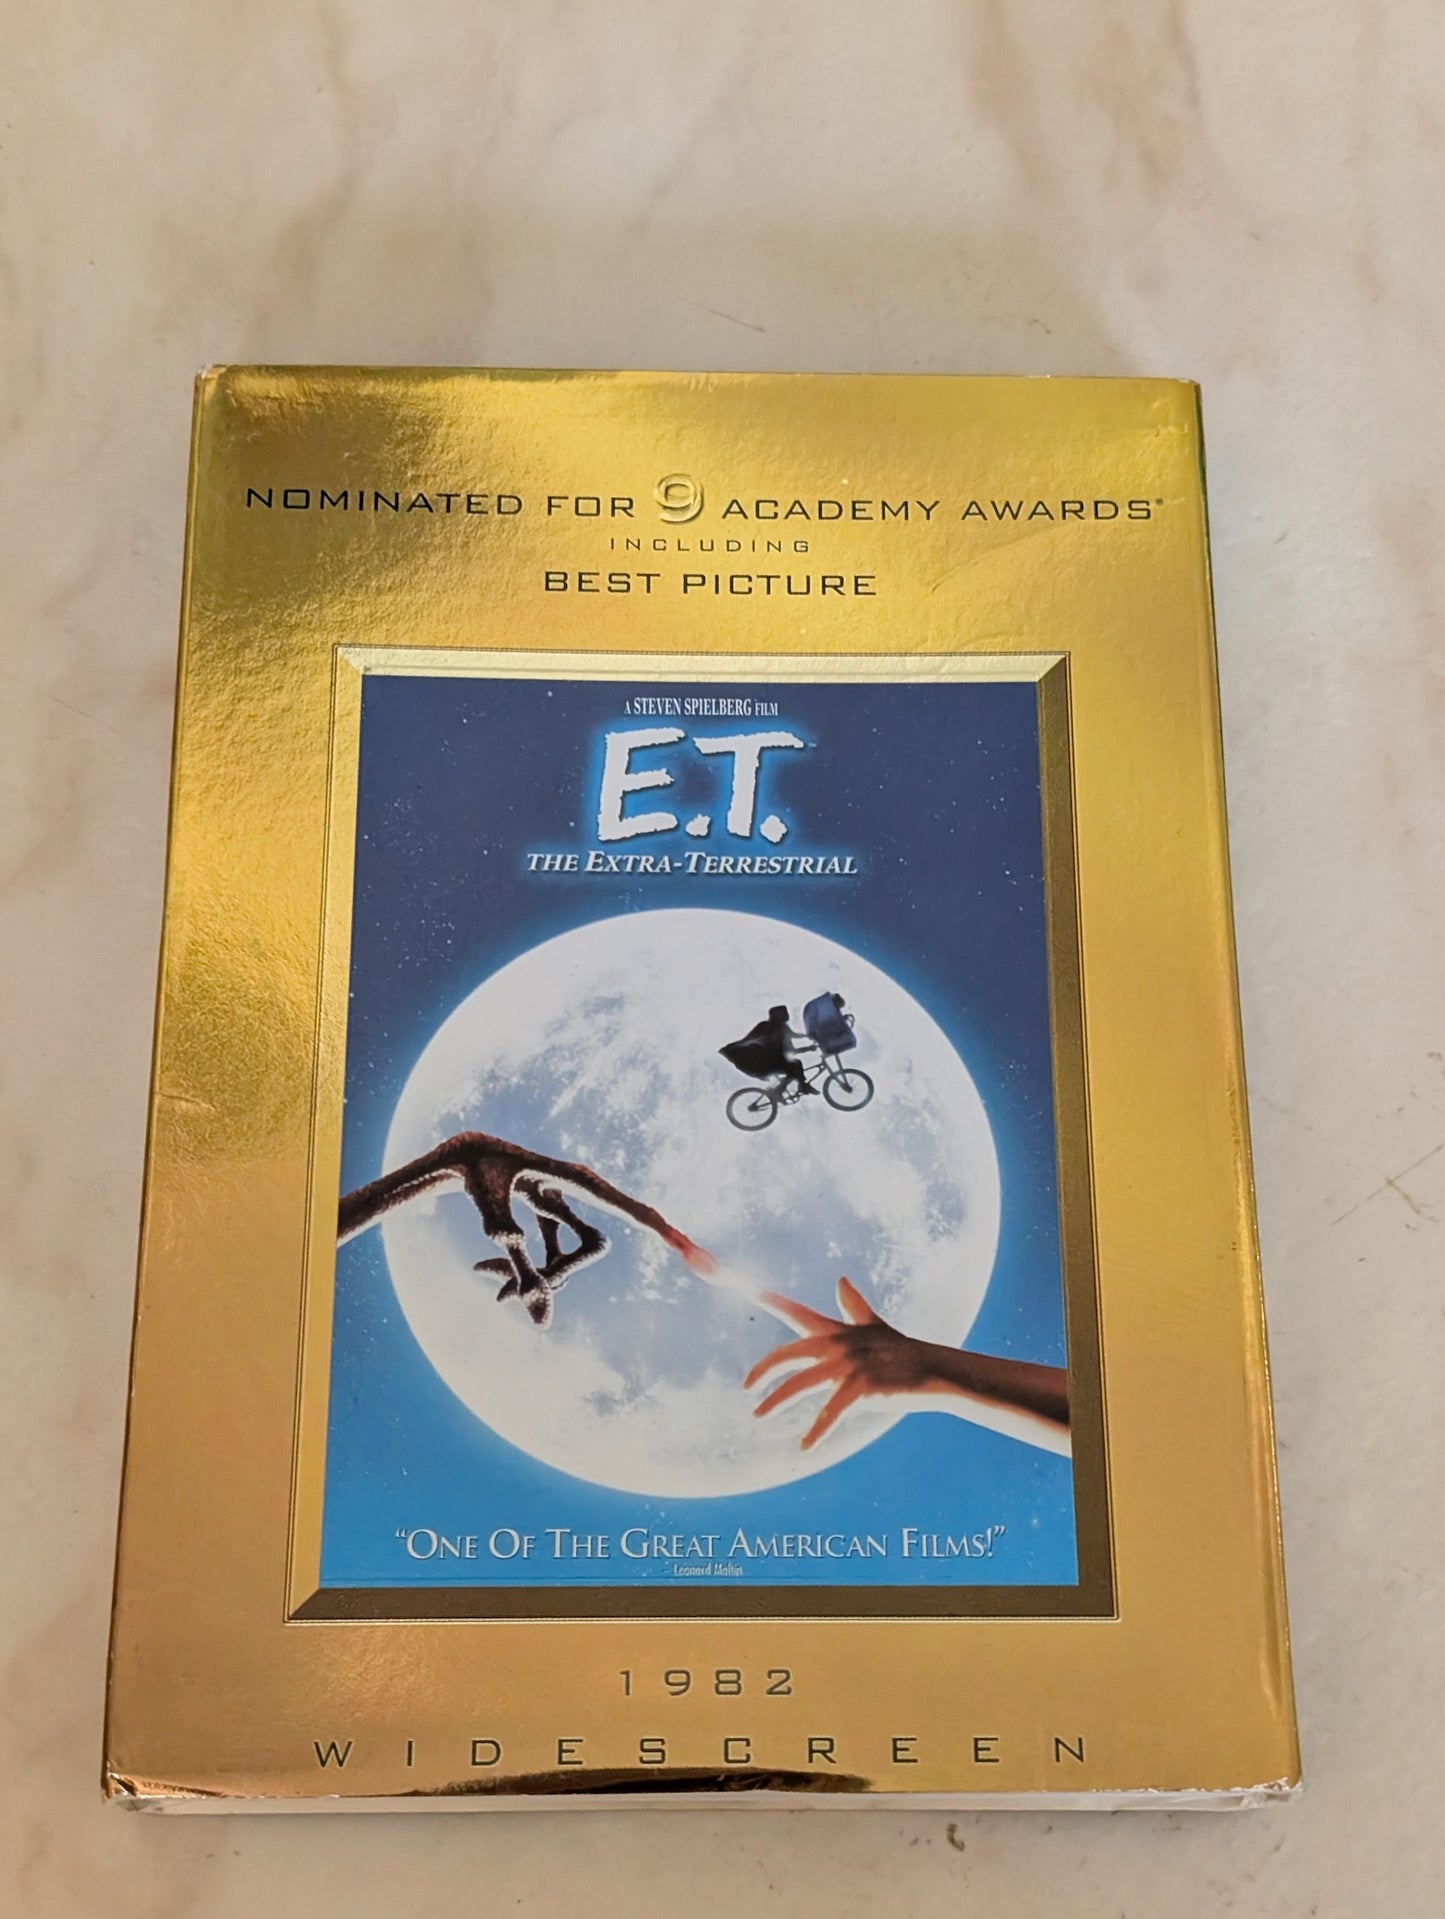 NOMINATED FOR 9 ACADEMY AWARDS®
INCLUDING
BEST PICTURE
A STEVEN SPIELBERG FILM
E.T.™
THE EXTRA-TERRESTRIAL
“ONE OF THE GREAT AMERICAN FILMS!”
– Leonard Maltin
1982
WIDESCREEN